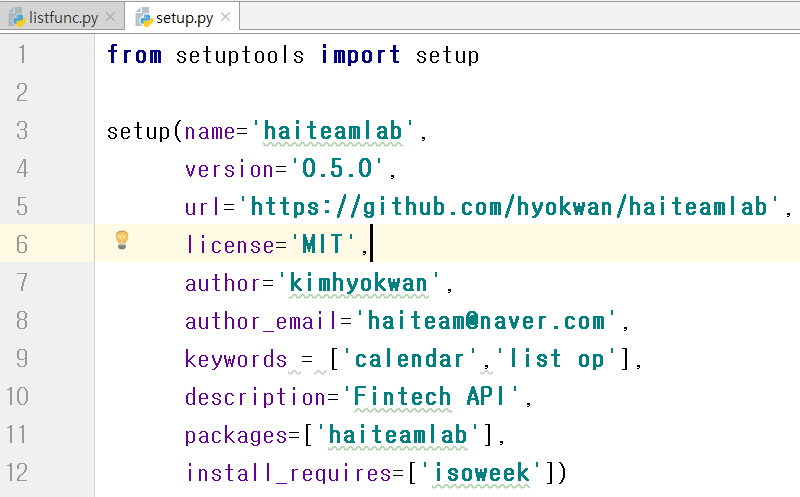 listfunc.py
setup.py
1 from setuptools import setup
2
3 setup(name='haiteamlab',
4 version='0.5.0',
5 url='https://github.com/hyokwan/haiteamlab',
6 license='MIT',
7 author='kimhyokwan',
8 author_email='haiteam@naver.com',
9 keywords = ['calendar','list op'],
10 description='Fintech API',
11 packages=['haiteamlab'],
12 install_requires=['isoweek'])